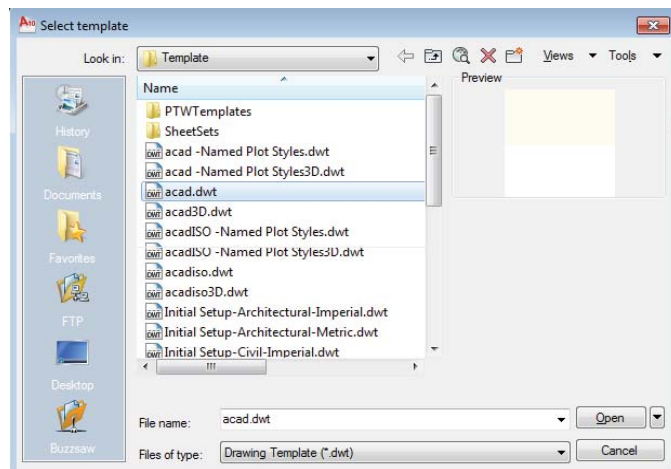 A10 Select template
Look in: Template Views Tools
Name
Preview
PTWTemplates
SheetSets
acad -Named Plot Styles.dwt
acad -Named Plot Styles3D.dwt
acad.dwt
acad3D.dwt
acadISO -Named Plot Styles.dwt
acadISO -Named Plot Styles3D.dwt
acadiso.dwt
acadiso3D.dwt
Initial Setup-Architectural-Imperial.dwt
Initial Setup-Architectural-Metric.dwt
Initial Setup-Civil-Imperial.dwt
History
Documents
Favorites
FTP
Desktop
Buzzsaw
File name: acad.dwt Open
Files of type: Drawing Template (*.dwt) Cancel